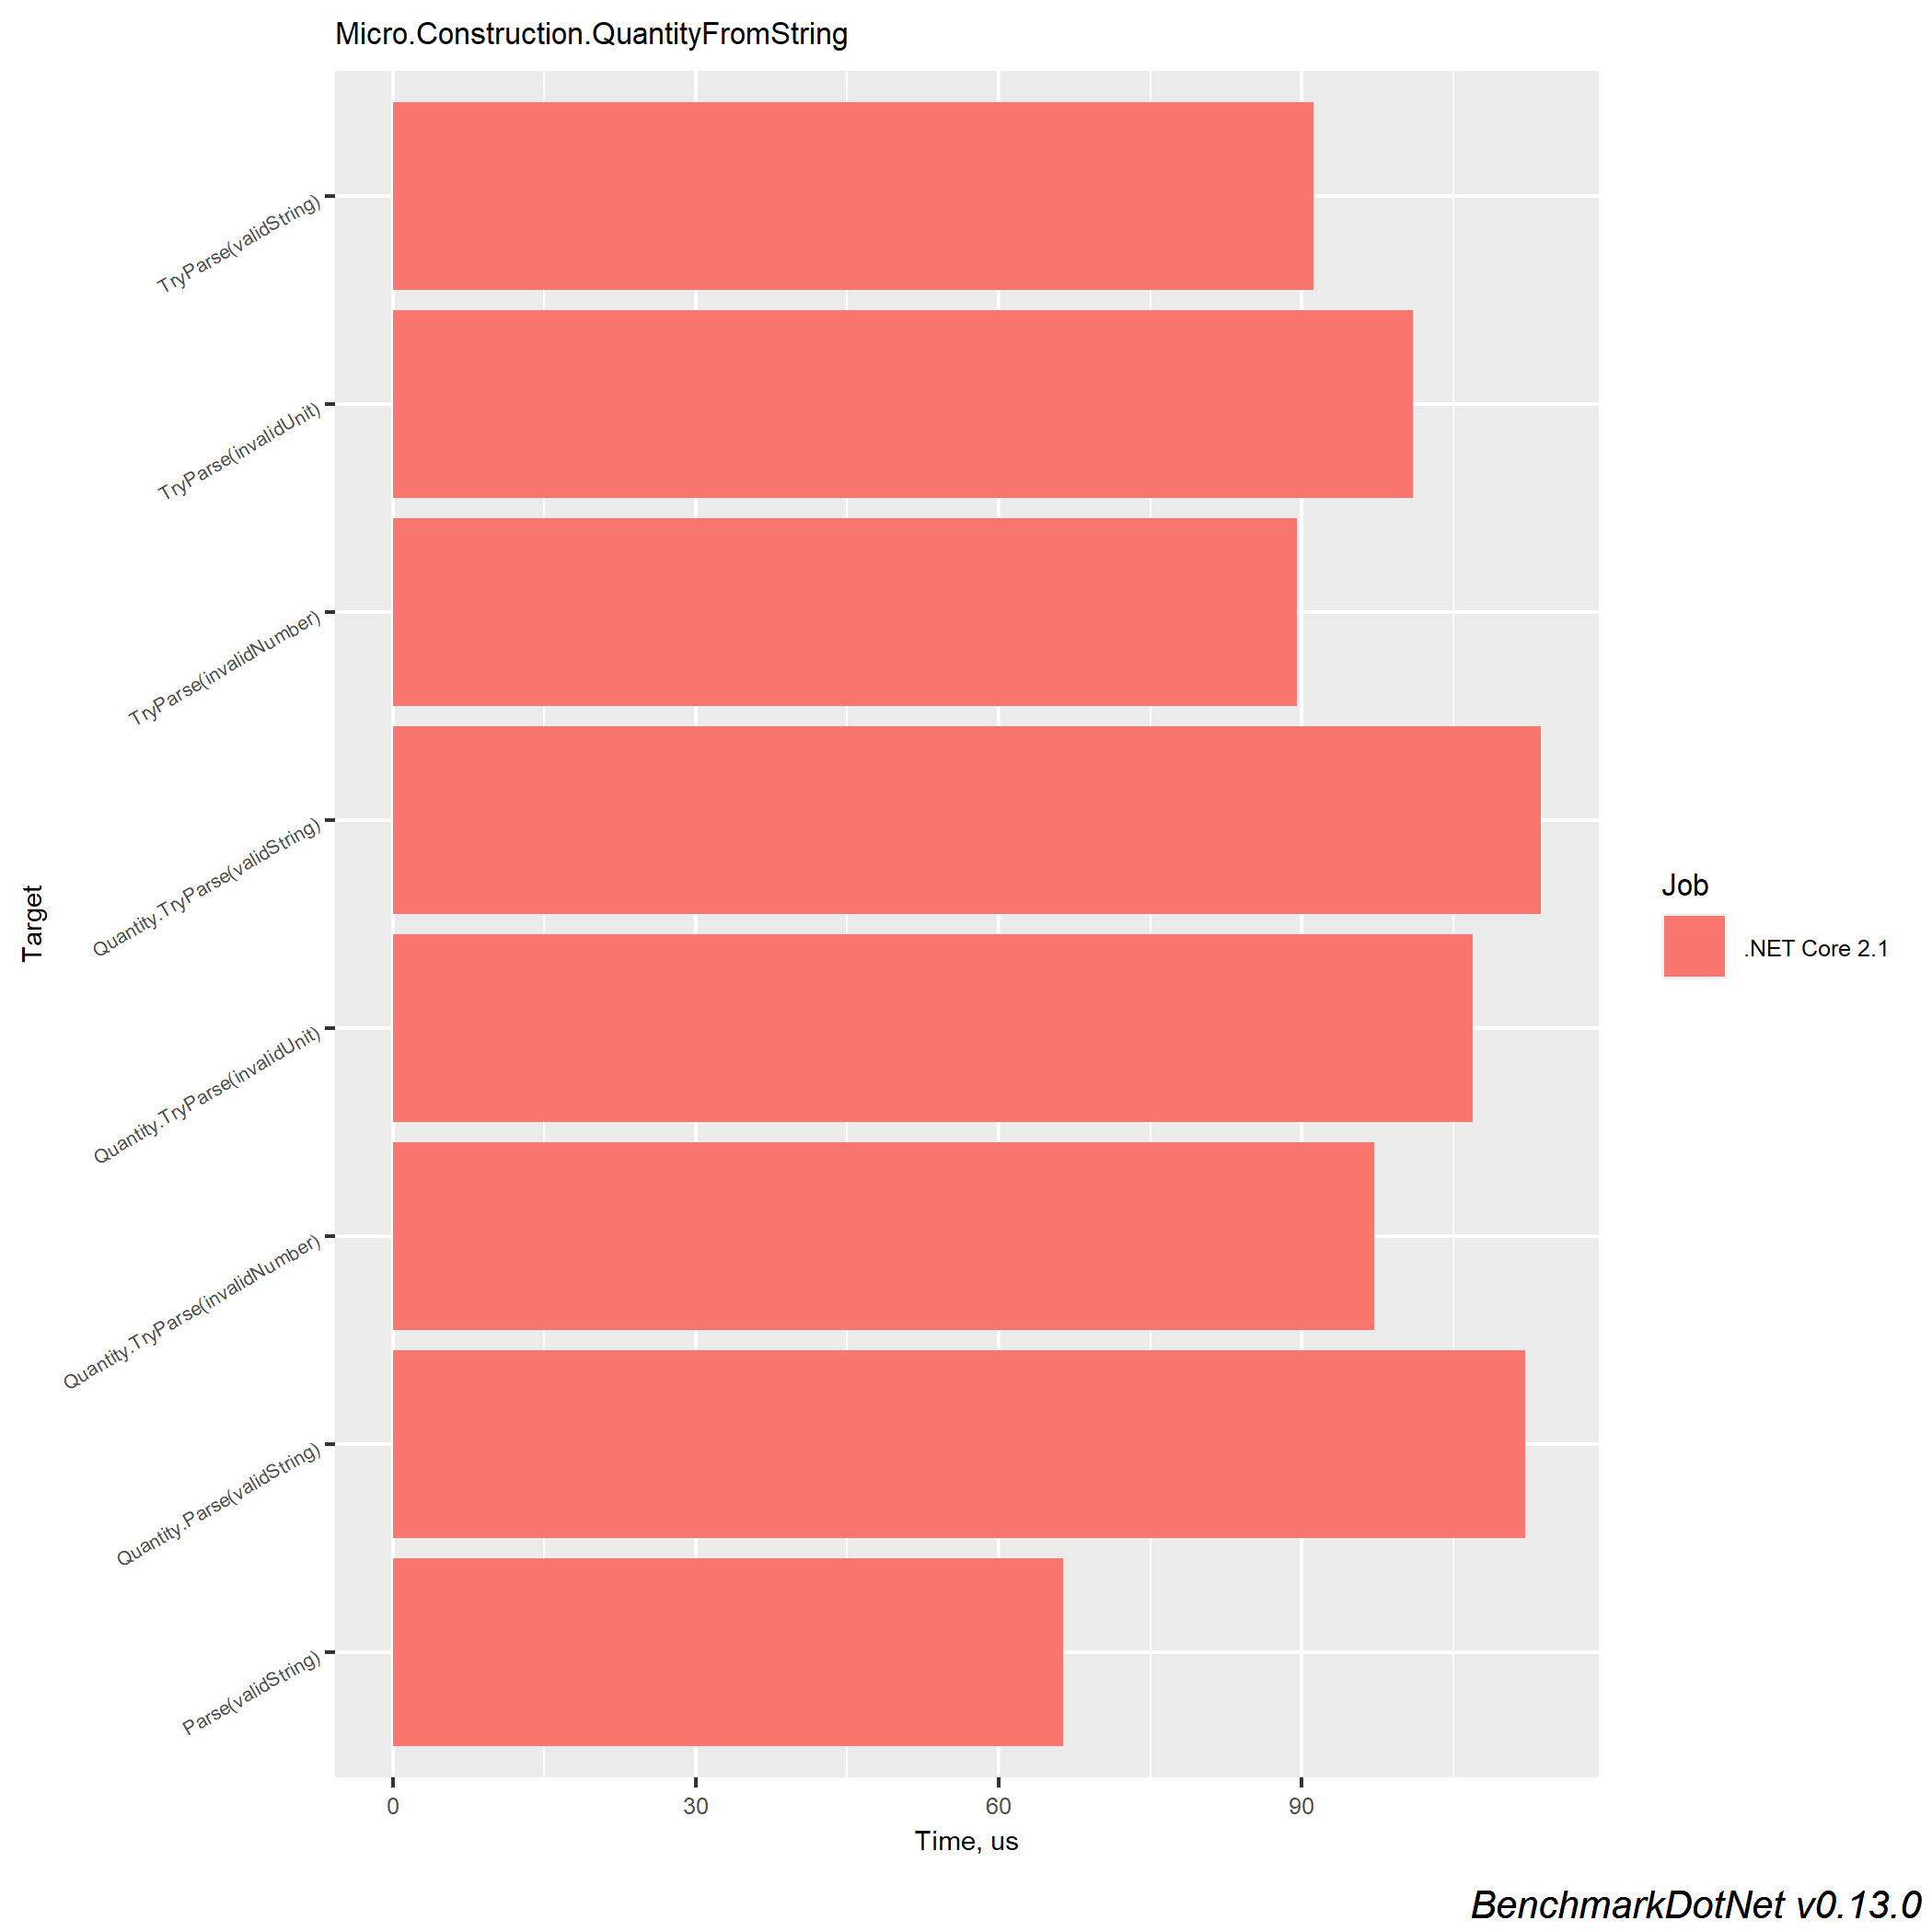 Micro.Construction.QuantityFromString
TryParse(validString)
TryParse(invalidUnit)
TryParse(invalidNumber)
Quantity.TryParse(validString)
Quantity.TryParse(invalidUnit)
Quantity.TryParse(invalidNumber)
Quantity.Parse(validString)
Parse(validString)
Target
0 30 60 90
Time, us
Job
.NET Core 2.1
BenchmarkDotNet v0.13.0